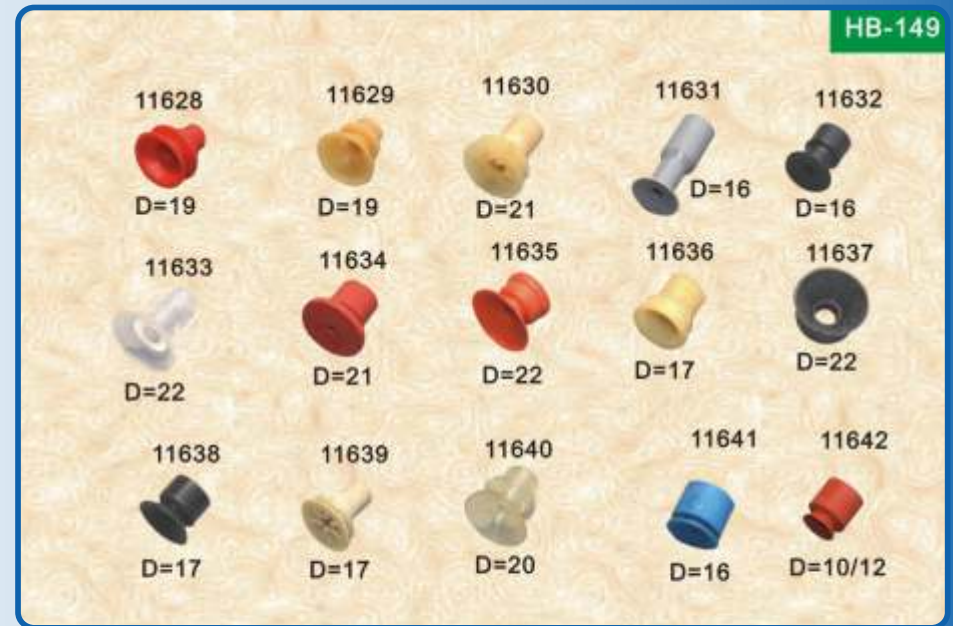 HB-149
11628 11629 11630 11631 11632
D=19 D=19 D=21 D=16 D=16
11633 11634 11635 11636 11637
D=22 D=21 D=22 D=17 D=22
11638 11639 11640 11641 11642
D=17 D=17 D=20 D=16 D=10/12